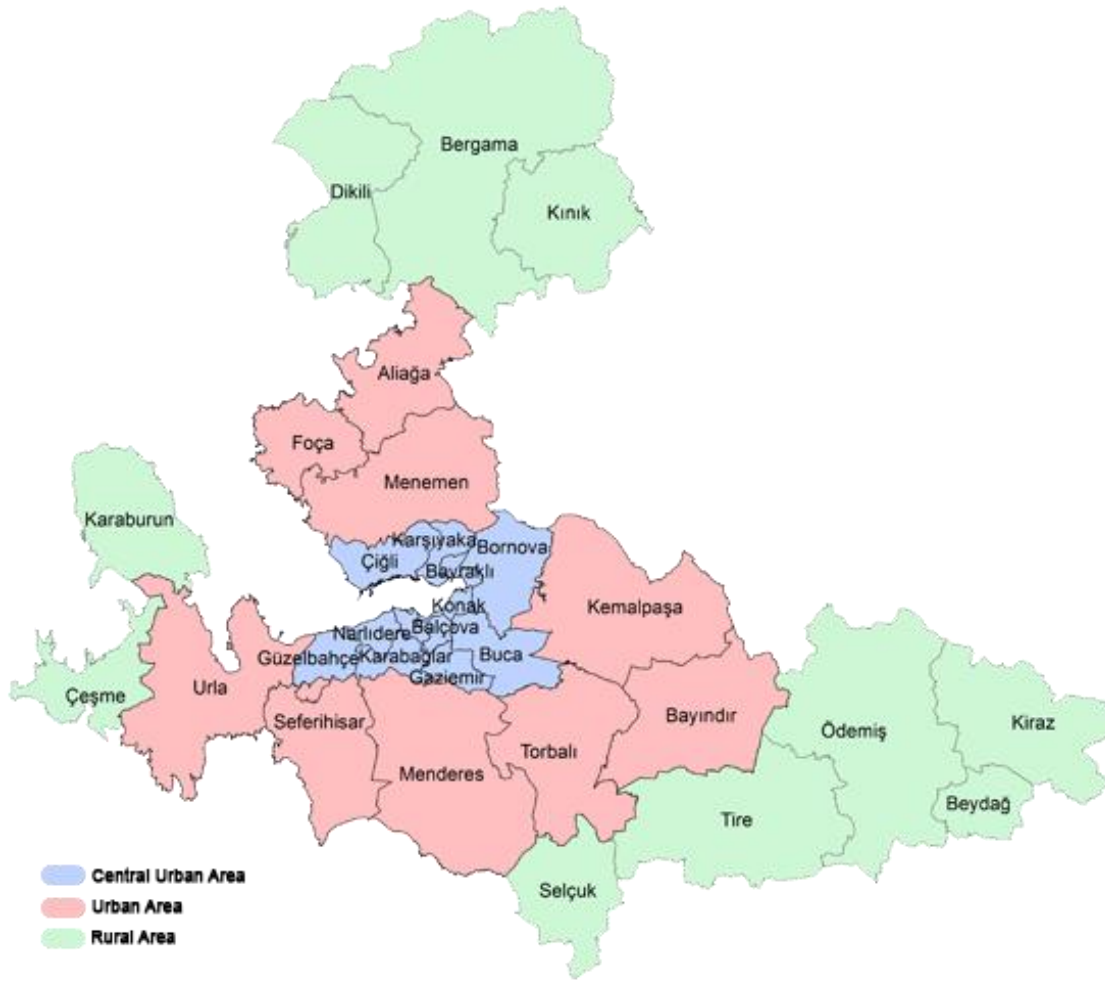 Bergama
Dikili
Kınık
Aliağa
Foça
Menemen
Karaburun
Karşıyaka
Bornova
Çiğli
Bayraklı
Konak
Kemalpaşa
Narlıdere
Balçova
Güzelbahçe
Karabağlar
Buca
Gaziemir
Urla
Çeşme
Seferihisar
Bayındır
Ödemiş
Kiraz
Torbalı
Menderes
Beydağ
Tire
Selçuk
Central Urban Area
Urban Area
Rural Area